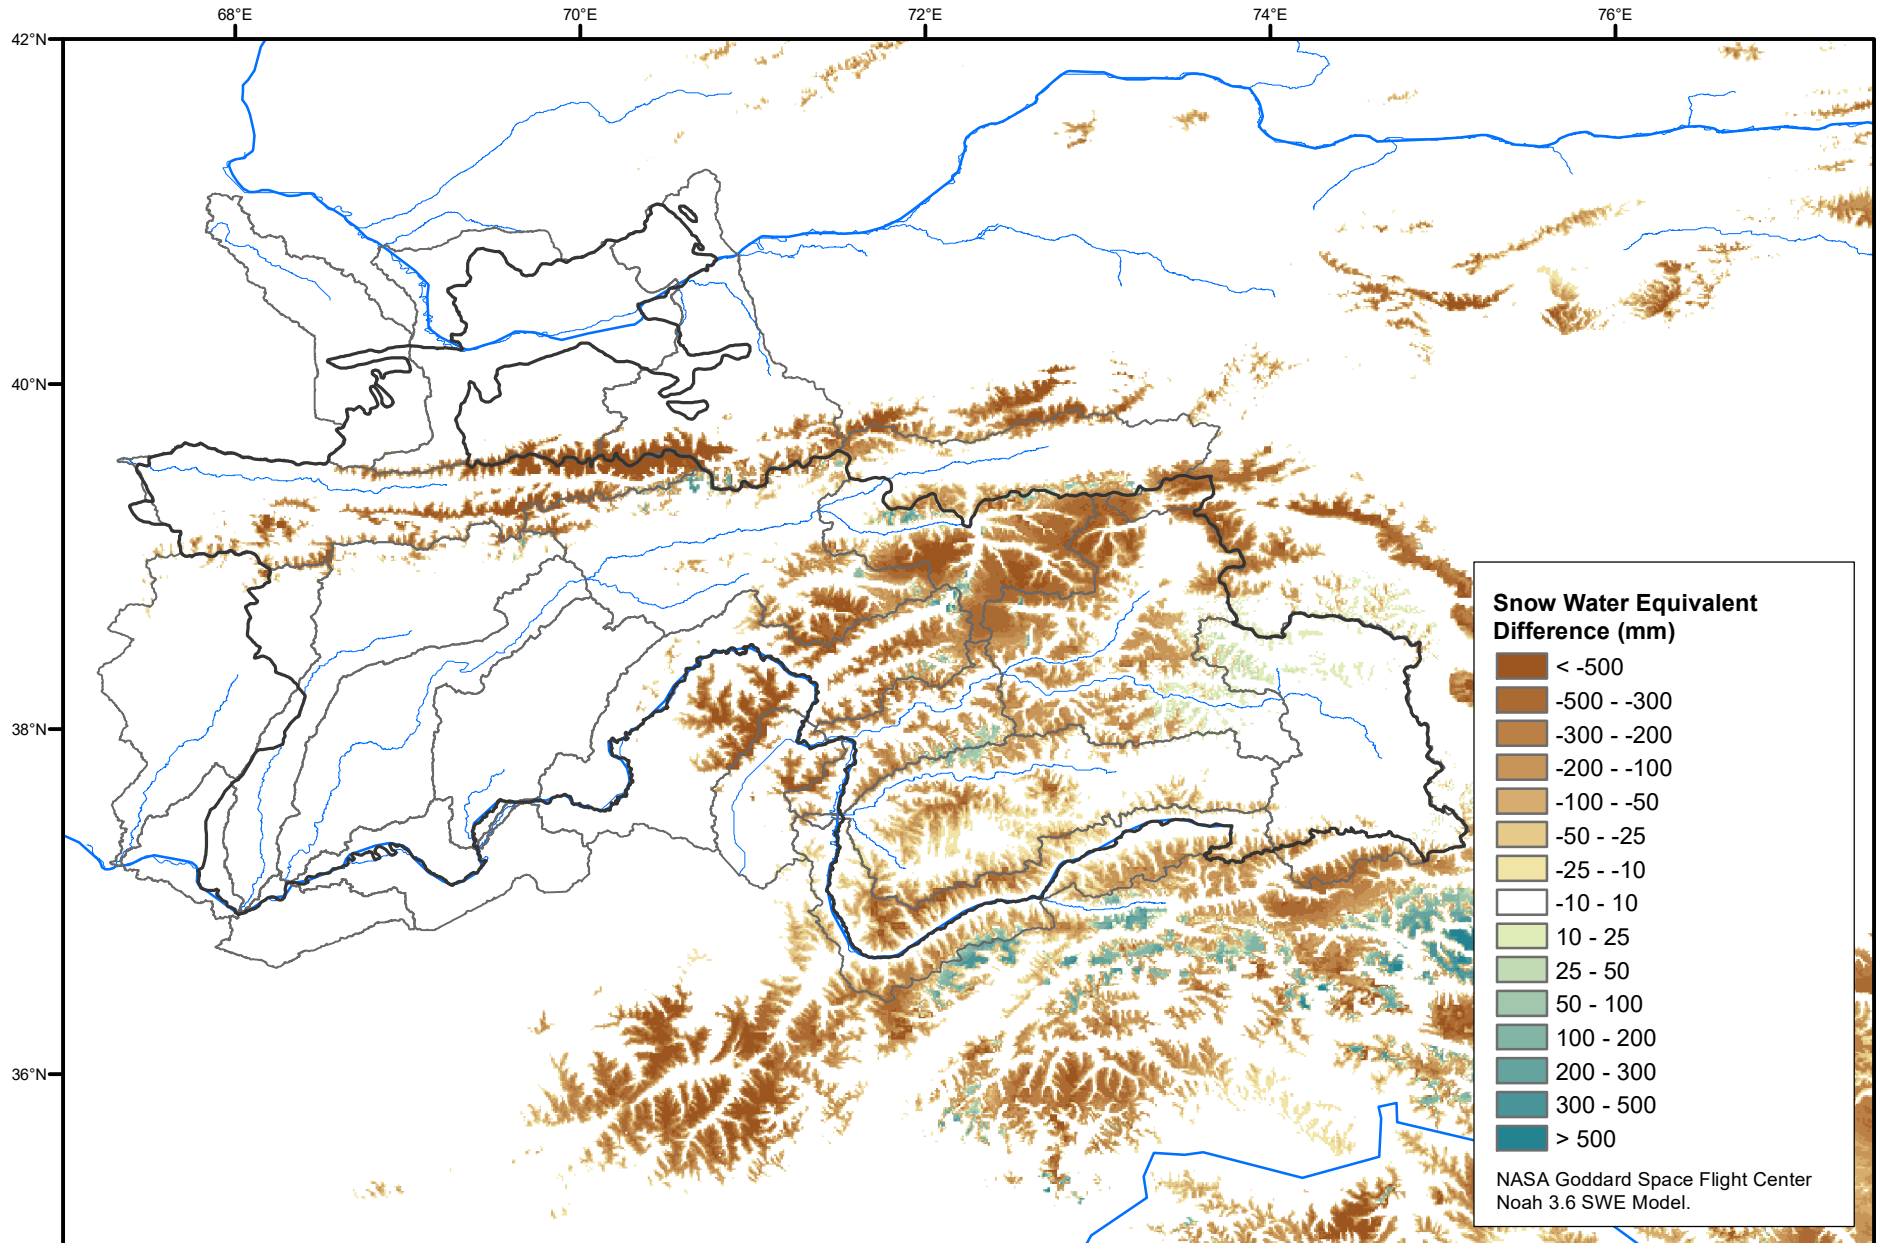 68°E
70°E
72°E
74°E
76°E
42°N
40°N
38°N
36°N
Snow Water Equivalent
Difference (mm)
< -500
-500 - -300
-300 - -200
-200 - -100
-100 - -50
-50 - -25
-25 - -10
-10 - 10
10 - 25
25 - 50
50 - 100
100 - 200
200 - 300
300 - 500
> 500
NASA Goddard Space Flight Center
Noah 3.6 SWE Model.